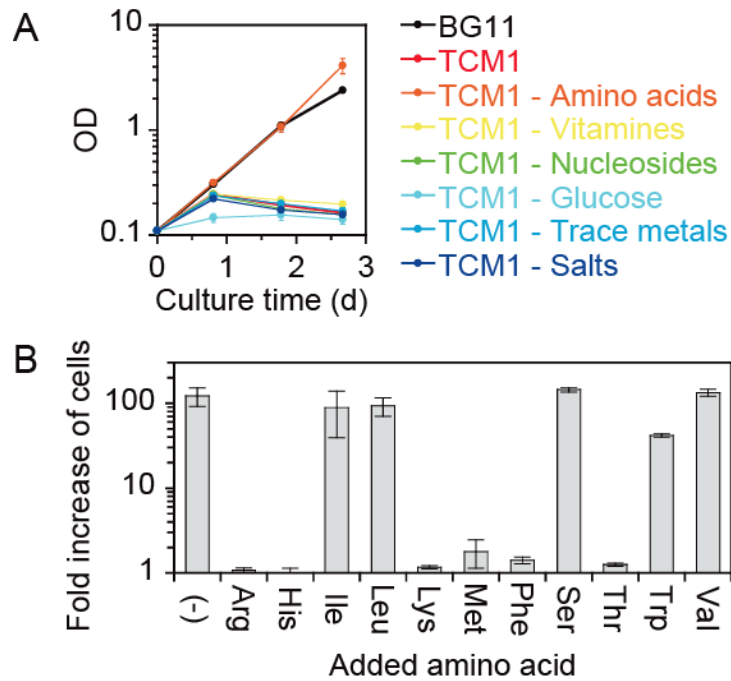 A
OD
10
1
0.1
0
1
2
3
Culture time (d)
BG11
TCM1
TCM1 - Amino acids
TCM1 - Vitamines
TCM1 - Nucleosides
TCM1 - Glucose
TCM1 - Trace metals
TCM1 - Salts
B
Fold increase of cells
100
10
1
(-)
Arg
His
Ile
Leu
Lys
Met
Phe
Ser
Thr
Trp
Val
Added amino acid